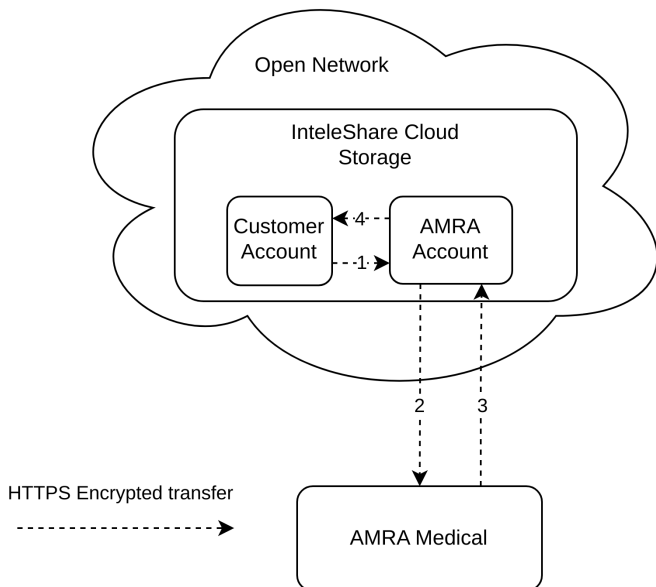 Open Network
InteleShare Cloud
Storage
Customer
Account
4
1
AMRA
Account
2
3
HTTPS Encrypted transfer
AMRA Medical